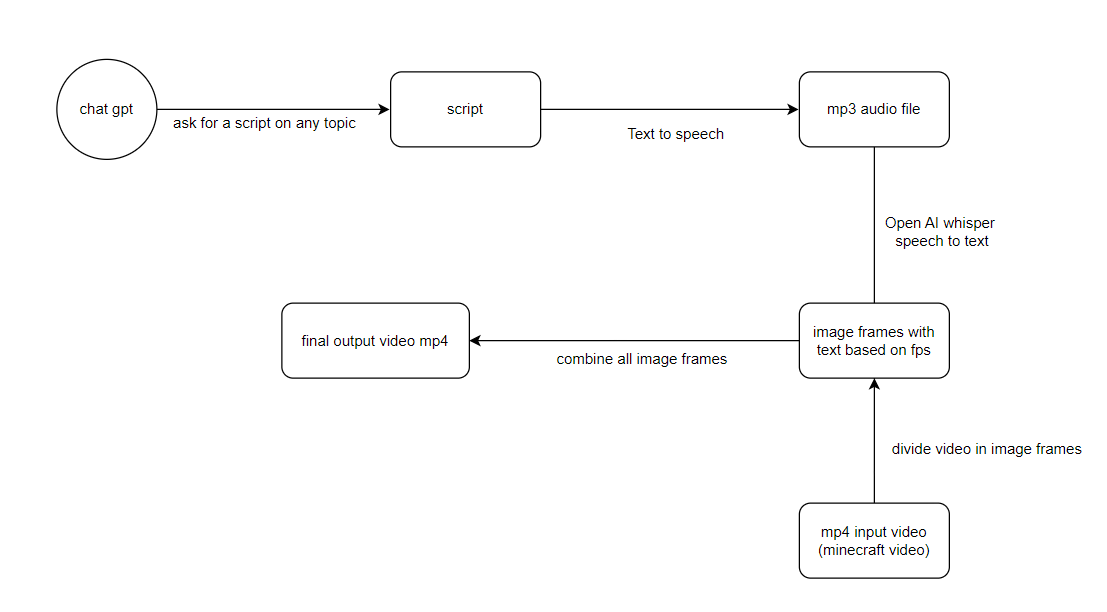 chat gpt
ask for a script on any topic
script
Text to speech
mp3 audio file
Open AI whisper
speech to text
image frames with
text based on fps
combine all image frames
final output video mp4
divide video in image frames
mp4 input video
(minecraft video)